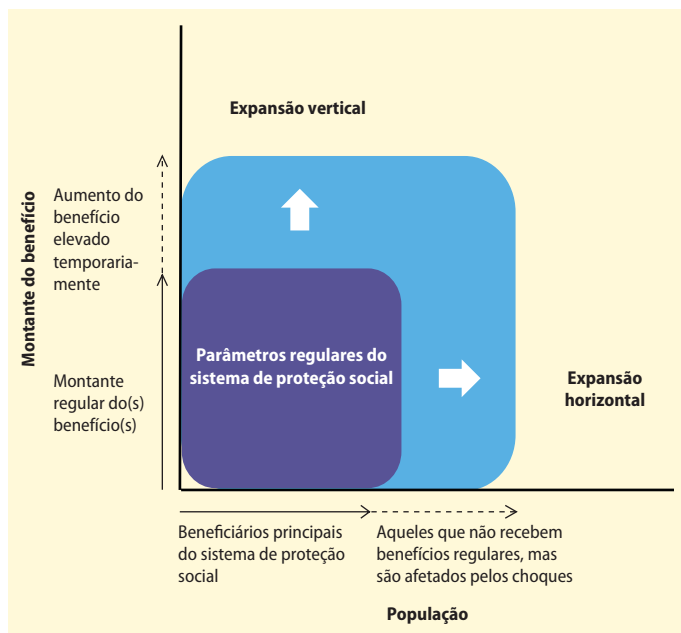 Expansão vertical
Montante do benefício
Aumento do
benefício
elevado
temporaria-
mente
Parâmetros regulares do
sistema de proteção social
Montante
regular do(s)
benefício(s)
Expansão
horizontal
Beneficiários principais
do sistema de proteção
social
Aqueles que não recebem
benefícios regulares, mas
são afetados pelos choques
População